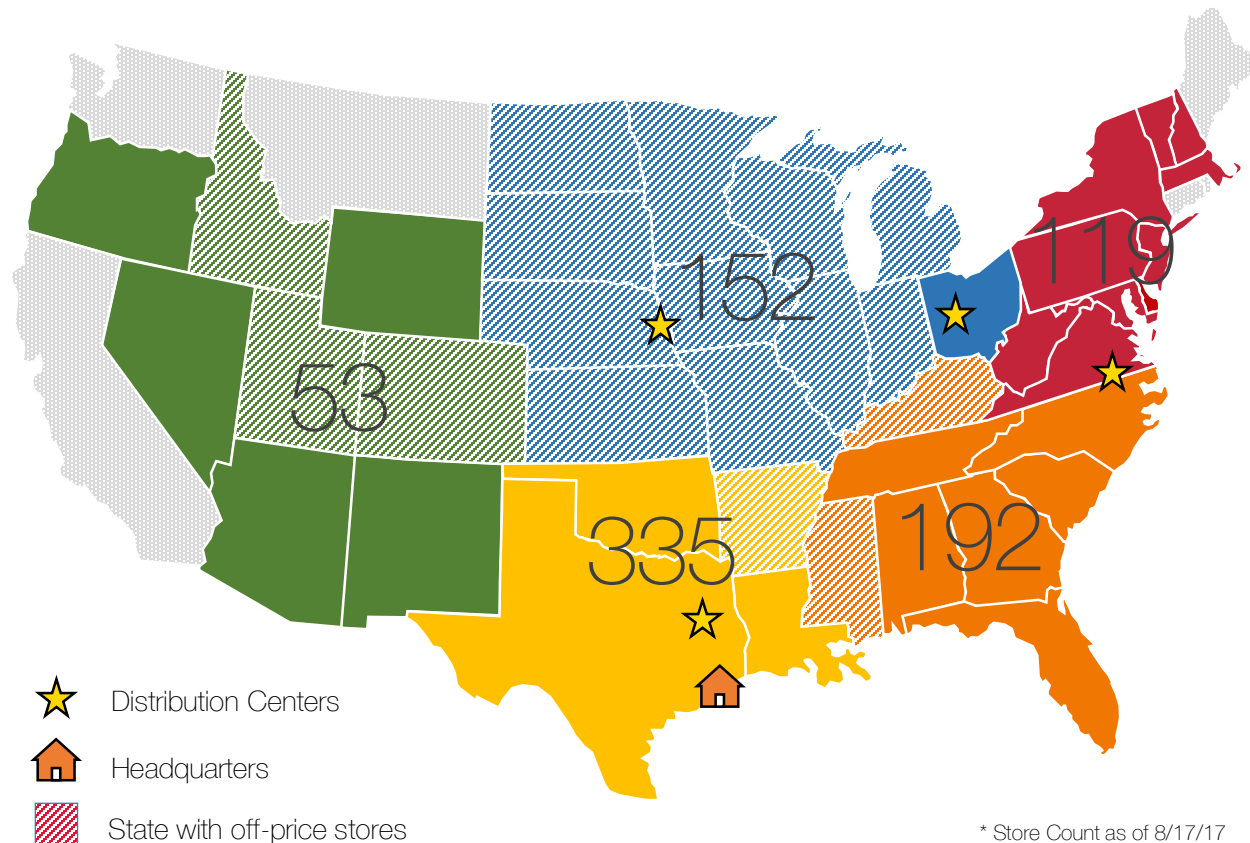 119
152
53
335
192
Distribution Centers
Headquarters
State with off-price stores
* Store Count as of 8/17/17